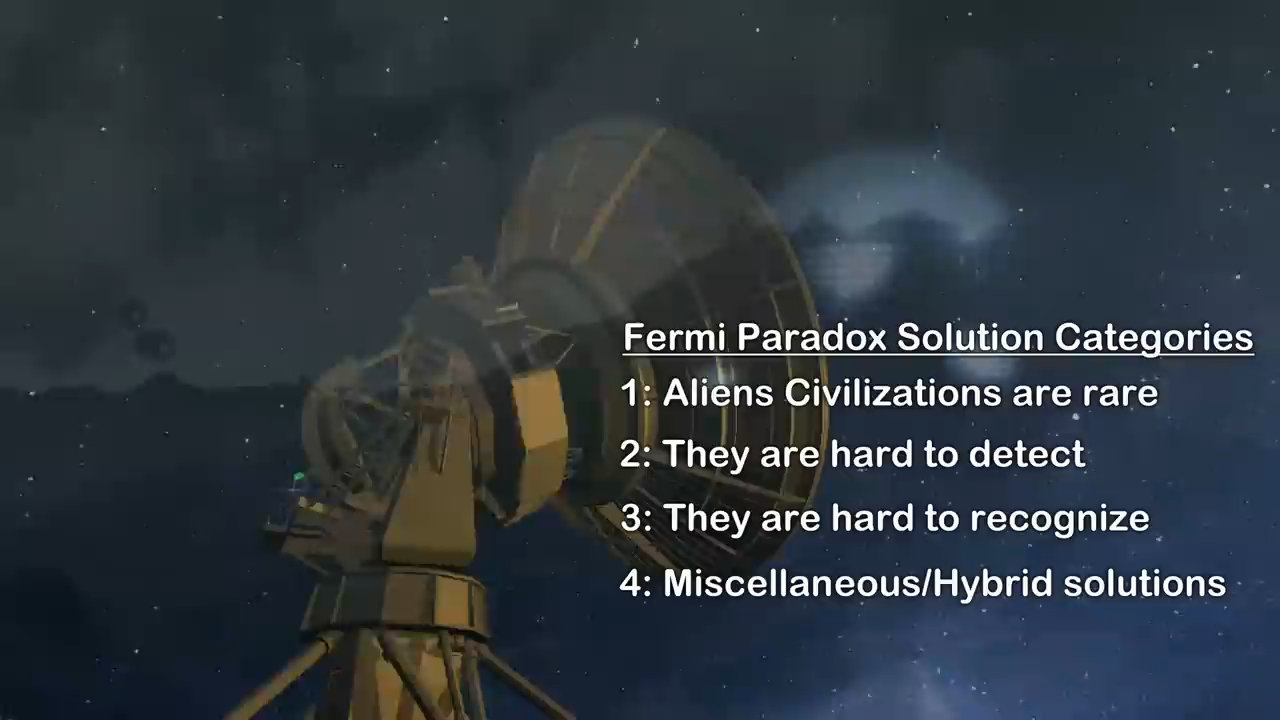 Fermi Paradox Solution Categories
1: Aliens Civilizations are rare
2: They are hard to detect
3: They are hard to recognize
4: Miscellaneous/Hybrid solutions